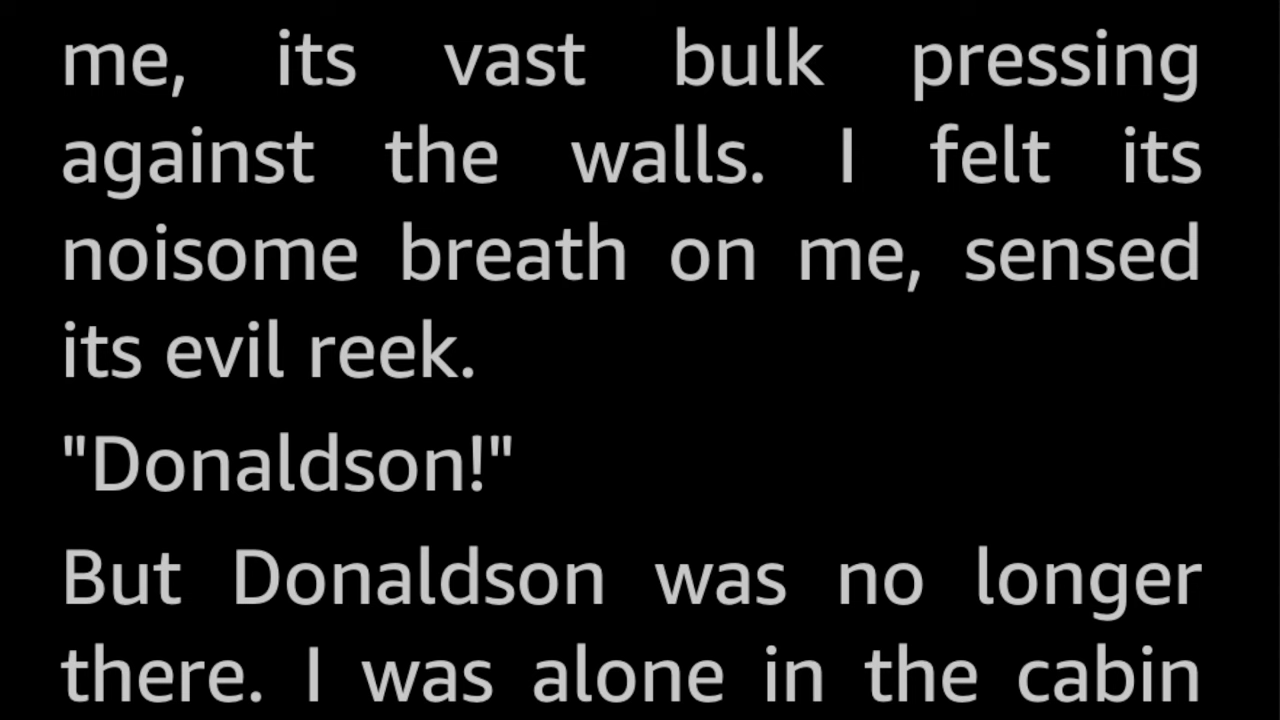 me, its vast bulk pressing
against the walls. I felt its
noisome breath on me, sensed
its evil reek.
"Donaldson!"
But Donaldson was no longer
there. I was alone in the cabin